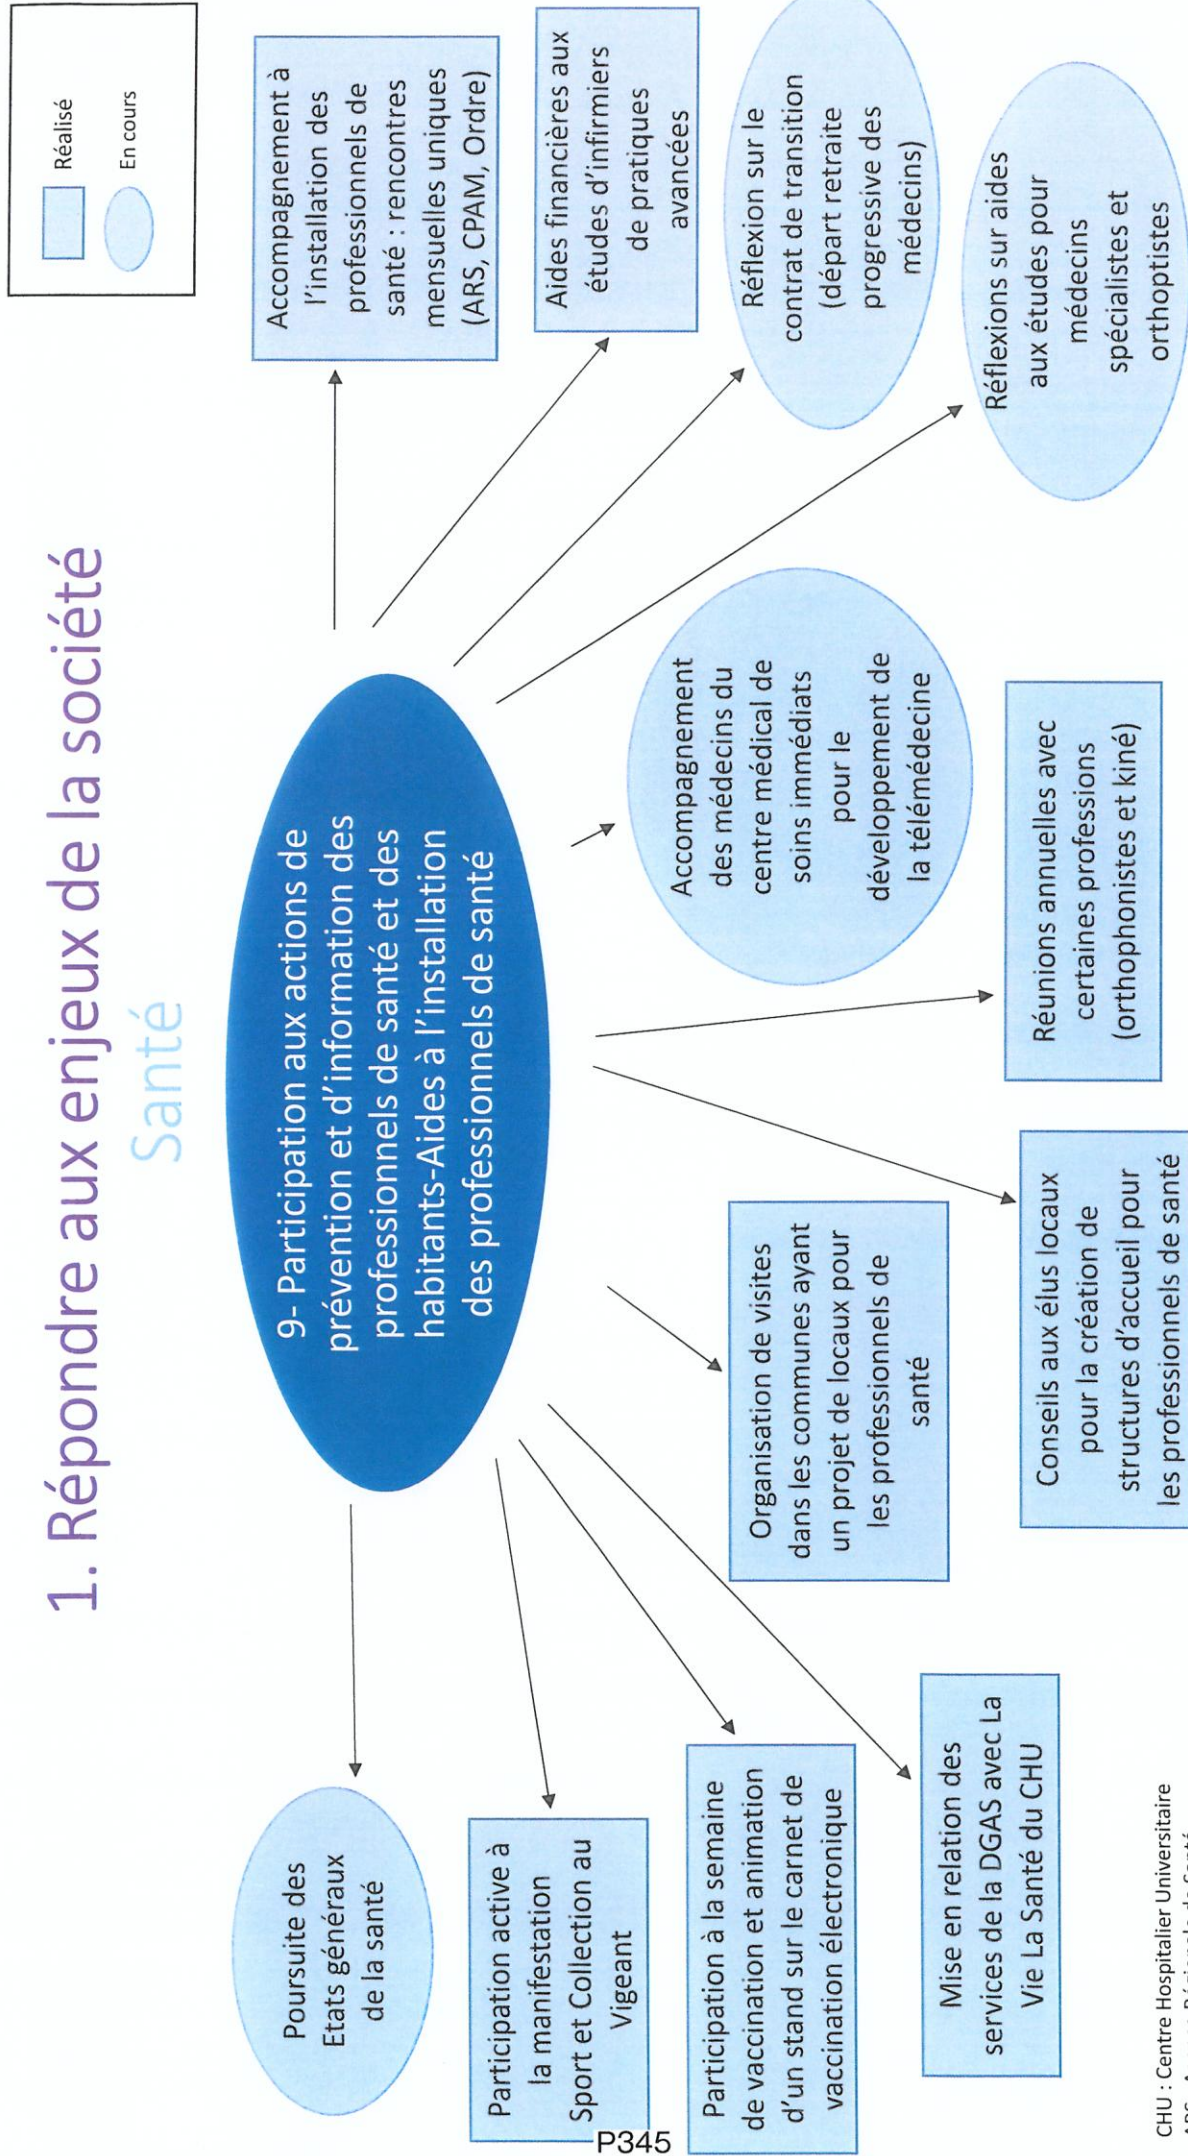 1. Répondre aux enjeux de la société
Santé
Réalisé
En cours
9- Participation aux actions de
prévention et d'information des
professionnels de santé et des
habitants-Aides à l'installation
des professionnels de santé
Poursuite des
Etats généraux
de la santé
Participation active à
la manifestation
Sport et Collection au
Vigeant
Participation à la semaine
de vaccination et animation
d'un stand sur le carnet de
vaccination électronique
Mise en relation des
services de la DGAS avec La
Vie La Santé du CHU
Organisation de visites
dans les communes ayant
un projet de locaux pour
les professionnels de
santé
Conseils aux élus locaux
pour la création de
structures d'accueil pour
les professionnels de santé
Réunions annuelles avec
certaines professions
(orthophonistes et kiné)
Accompagnement
des médecins du
centre médical de
soins immédiats
pour le
développement de
la télémédecine
Accompagnement à
l'installation des
professionnels de
santé : rencontres
mensuelles uniques
(ARS, CPAM, Ordre)
Aides financières aux
études d'infirmiers
de pratiques
avancées
Réflexion sur le
contrat de transition
(départ retraite
progressive des
médecins)
Réflexions sur aides
aux études pour
médecins
spécialistes et
orthoptistes
CHU : Centre Hospitalier Universitaire
ARS : Agence Régionale de Santé
P345